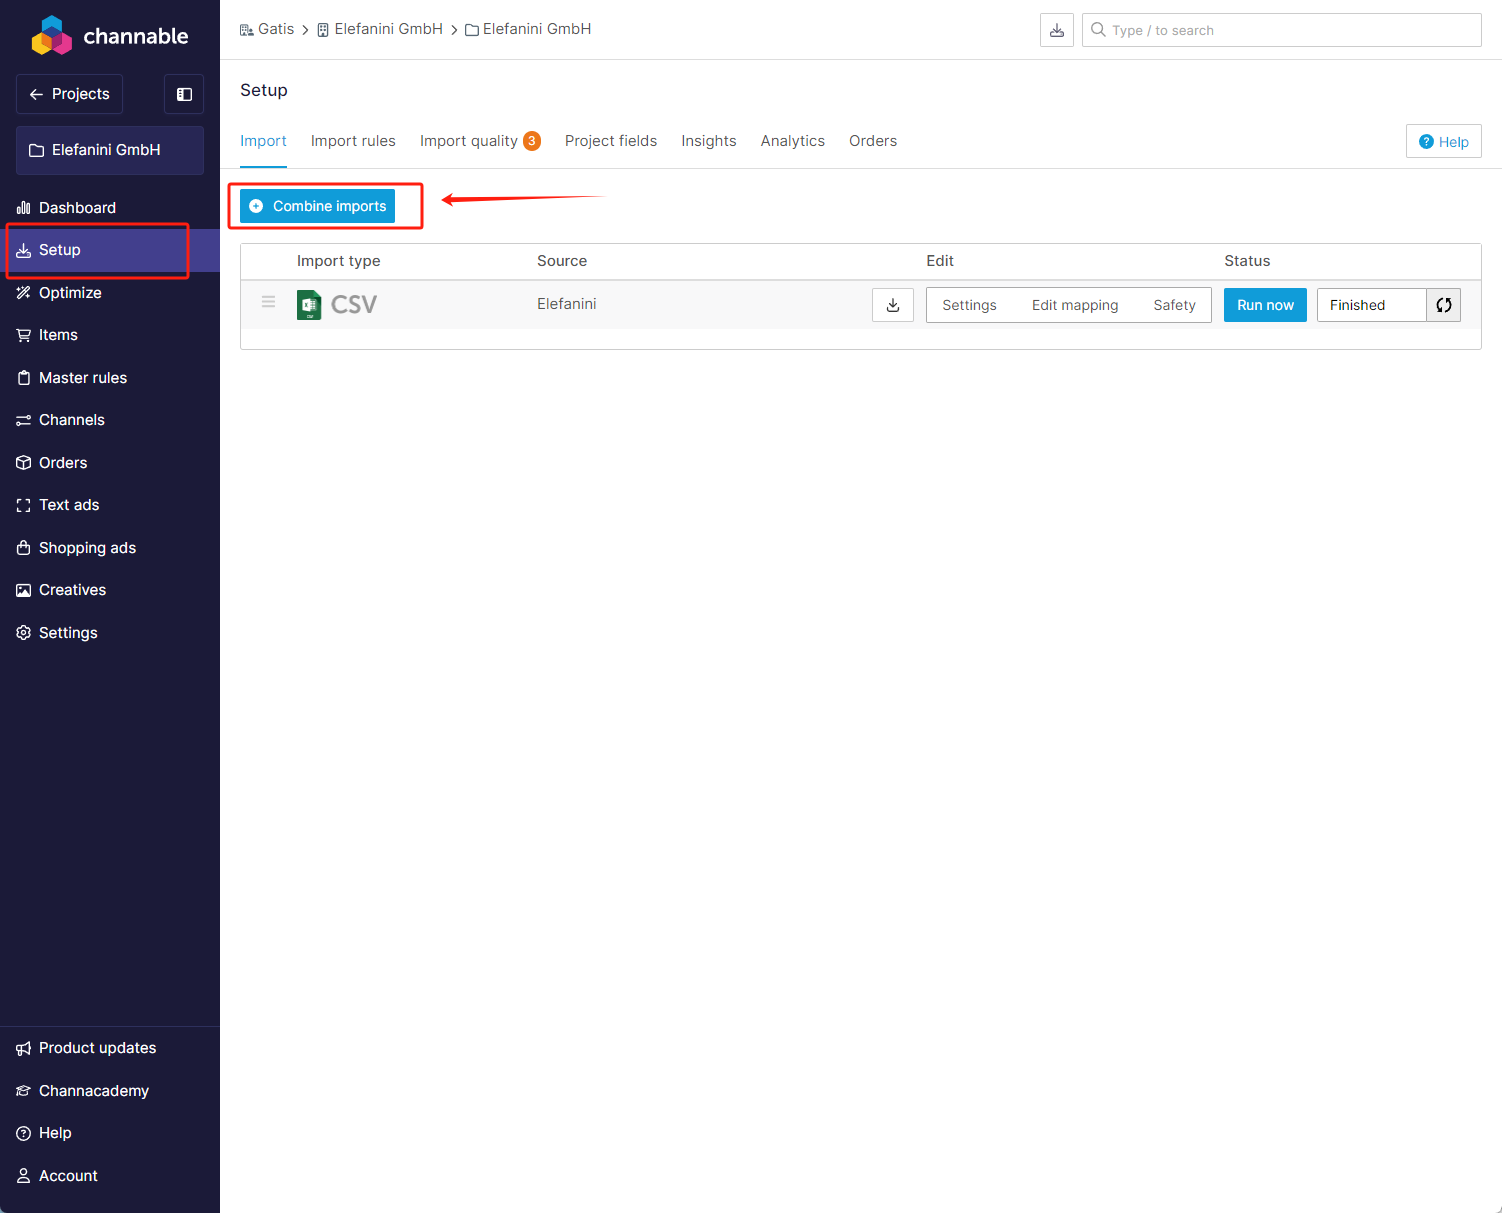 channable
Projects
Elefanini GmbH
Dashboard
Setup
Optimize
Items
Master rules
Channels
Orders
Text ads
Shopping ads
Creatives
Settings
Product updates
Channacademy
Help
Account
Gatis > Elefanini GmbH > Elefanini GmbH
Type / to search
Setup
Import Import rules Import quality 3 Project fields Insights Analytics Orders
? Help
Combine imports
Import type Source Edit Status
CSV Elefanini Settings Edit mapping Safety Run now Finished